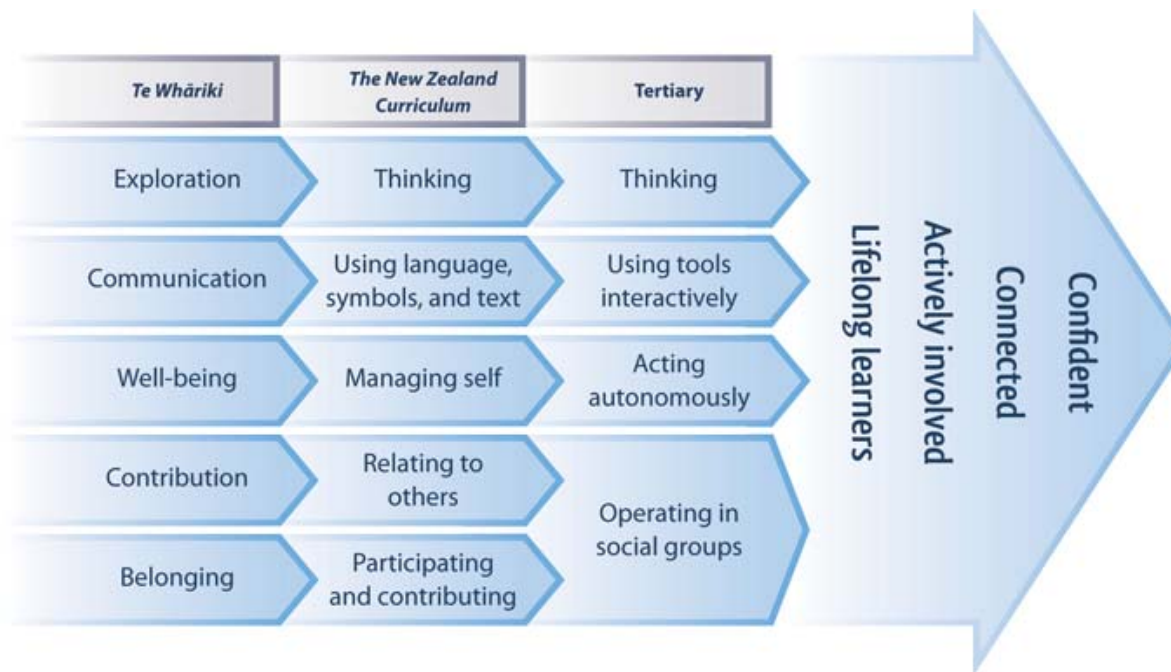 Te Whāriki
The New Zealand
Curriculum
Tertiary
Exploration
Thinking
Thinking
Communication
Using language,
symbols, and text
Using tools
interactively
Well-being
Managing self
Acting
autonomously
Contribution
Relating to
others
Operating in
social groups
Belonging
Participating
and contributing
Lifelong learners
Actively involved
Connected
Confident